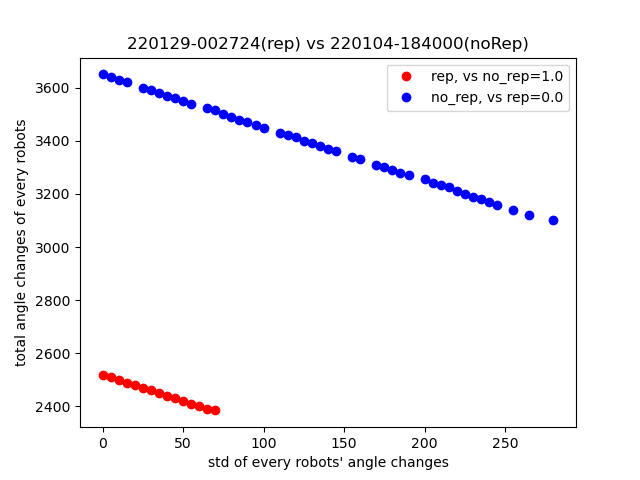 220129-002724(rep) vs 220104-184000(noRep)
rep, vs no_rep=1.0
no_rep, vs rep=0.0
total angle changes of every robots
3600
3400
3200
3000
2800
2600
2400
0 50 100 150 200 250
std of every robots' angle changes